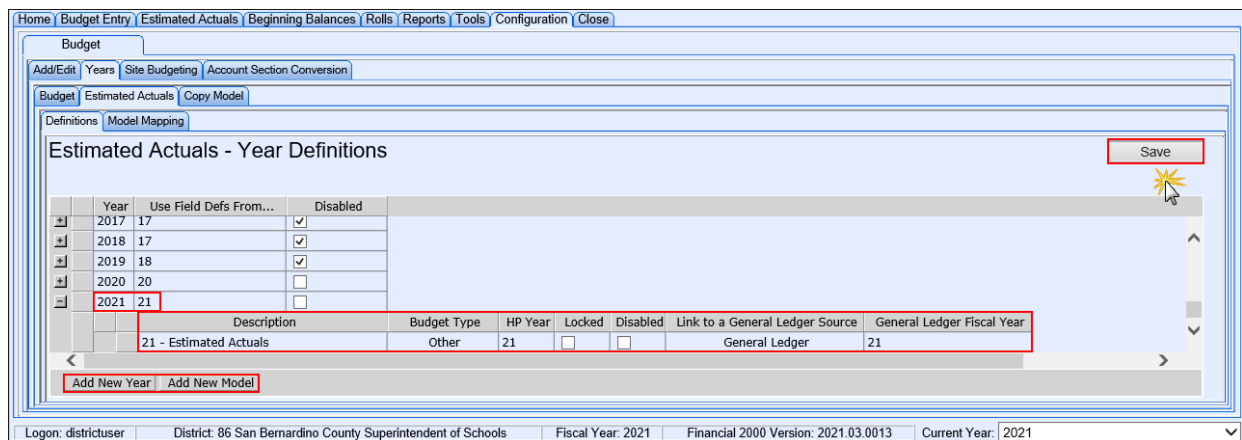 Home Budget Entry Estimated Actuals Beginning Balances Rolls Reports Tools Configuration Close
Budget
Add/Edit Years Site Budgeting Account Section Conversion
Budget Estimated Actuals Copy Model
Definitions Model Mapping
Estimated Actuals - Year Definitions
Save
Year Use Field Defs From... Disabled
2017 17
2018 17
2019 18
2020 20
2021 21
Description Budget Type HP Year Locked Disabled Link to a General Ledger Source General Ledger Fiscal Year
21 - Estimated Actuals Other 21 General Ledger 21
Add New Year Add New Model
Logon: districtuser District: 86 San Bernardino County Superintendent of Schools Fiscal Year: 2021 Financial 2000 Version: 2021.03.0013 Current Year: 2021